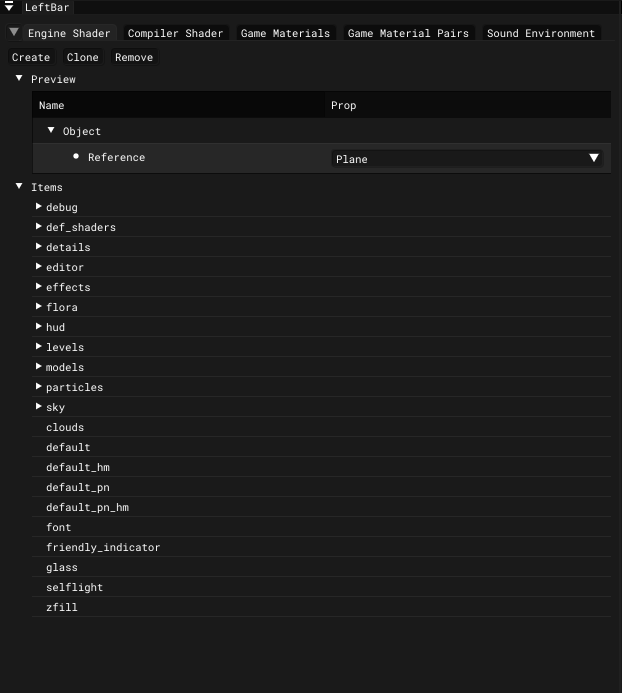 LeftBar
Engine Shader Compiler Shader Game Materials Game Material Pairs Sound Environment
Create Clone Remove
Preview
Name Prop
Object
Reference Plane
Items
debug
def_shaders
details
editor
effects
flora
hud
levels
models
particles
sky
clouds
default
default_hm
default_pn
default_pn_hm
font
friendly_indicator
glass
selflight
zfill